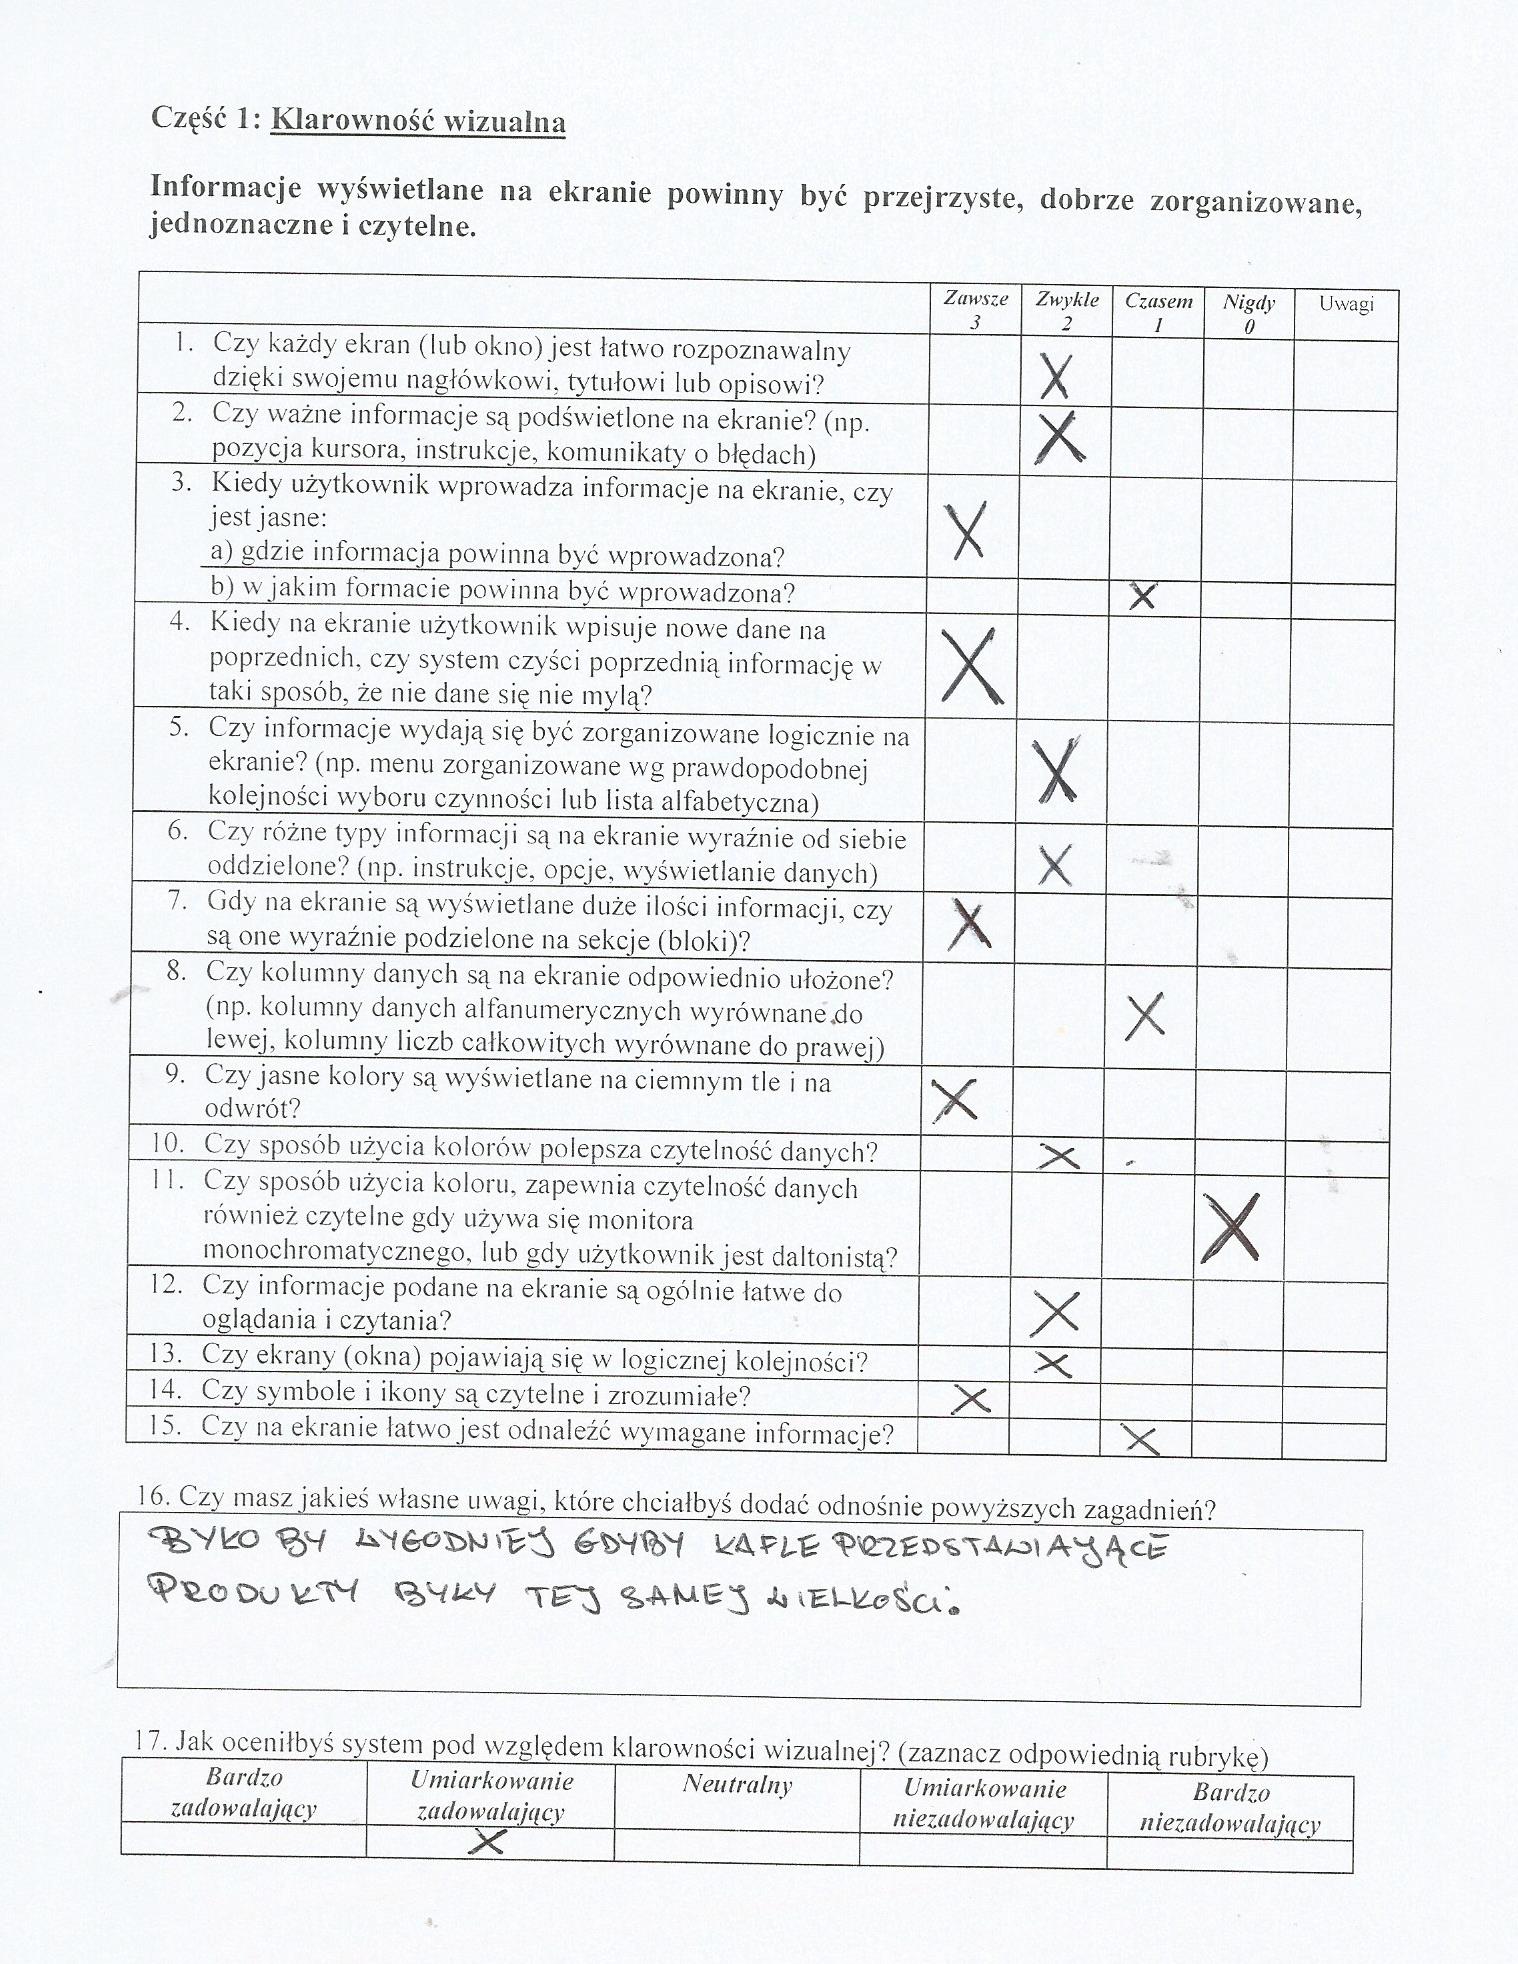 Część 1: Klarowność wizualna
Informacje wyświetlane na ekranie powinny być przejrzyste, dobrze zorganizowane,
jednoznaczne i czytelne.
Zawsze Zwykle Czasem Nigdy Uwagi
3 2 1 0
1. Czy każdy ekran (lub okno) jest łatwo rozpoznawalny
dzięki swojemu nagłówkowi, tytułowi lub opisowi? X
2. Czy ważne informacje są podświetlone na ekranie? (np.
pozycja kursora, instrukcje, komunikaty o błędach) X
3. Kiedy użytkownik wprowadza informacje na ekranie, czy
jest jasne: X
a) gdzie informacja powinna być wprowadzona?
b) w jakim formacie powinna być wprowadzona? X
4. Kiedy na ekranie użytkownik wpisuje nowe dane na
poprzednich, czy system czyści poprzednią informację w X
taki sposób, że nie dane się nie mylą?
5. Czy informacje wydają się być zorganizowane logicznie na
ekranie? (np. menu zorganizowane wg prawdopodobnej X
kolejności wyboru czynności lub lista alfabetyczna)
6. Czy różne typy informacji są na ekranie wyraźnie od siebie
oddzielone? (np. instrukcje, opcje, wyświetlanie danych) X
7. Gdy na ekranie są wyświetlane duże ilości informacji, czy
są one wyraźnie podzielone na sekcje (bloki)? X
8. Czy kolumny danych są na ekranie odpowiednio ułożone?
(np. kolumny danych alfanumerycznych wyrównane do X
lewej, kolumny liczb całkowitych wyrównane do prawej)
9. Czy jasne kolory są wyświetlane na ciemnym tle i na X
odwrót?
10. Czy sposób użycia kolorów polepsza czytelność danych? X
11. Czy sposób użycia koloru, zapewnia czytelność danych
również czytelne gdy używa się monitora X
monochromatycznego, lub gdy użytkownik jest daltonistą?
12. Czy informacje podane na ekranie są ogólnie łatwe do
oglądania i czytania? X
13. Czy ekrany (okna) pojawiają się w logicznej kolejności? X
14. Czy symbole i ikony są czytelne i zrozumiałe? X
15. Czy na ekranie łatwo jest odnaleźć wymagane informacje? X
16. Czy masz jakieś własne uwagi, które chciałbyś dodać odnośnie powyższych zagadnień?
BYŁO BY WYGODNIEJ GDYBY KAFLE PRZEDSTAWIAJĄCE
PRODUKTY BYŁY TEJ SAMEJ WIELKOŚCI.
17. Jak oceniłbyś system pod względem klarowności wizualnej? (zaznacz odpowiednią rubrykę)
Bardzo Umiarkowanie Neutralny Umiarkowanie Bardzo
zadowalający zadowalający niezadowalający niezadowalający
X